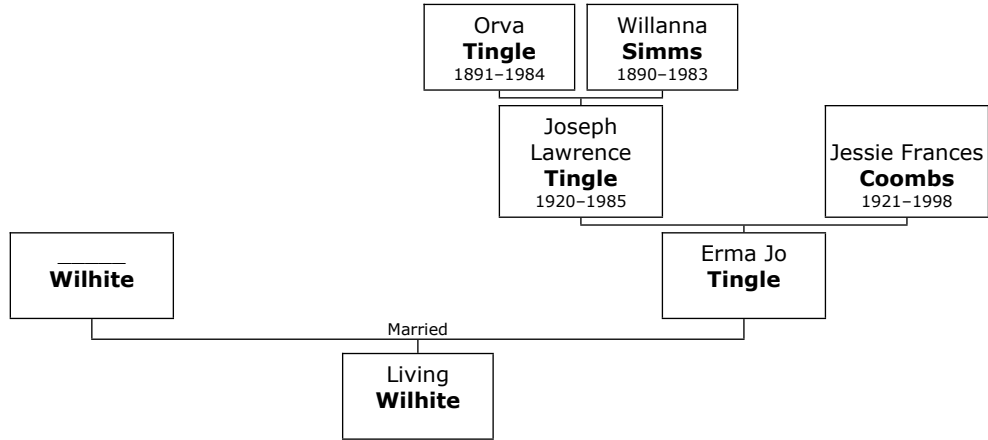 Orva
Tingle
1891–1984
Willanna
Simms
1890–1983
Joseph
Lawrence
Tingle
1920–1985
Jessie Frances
Coombs
1921–1998
_____
Wilhite
Erma Jo
Tingle
Married
Living
Wilhite